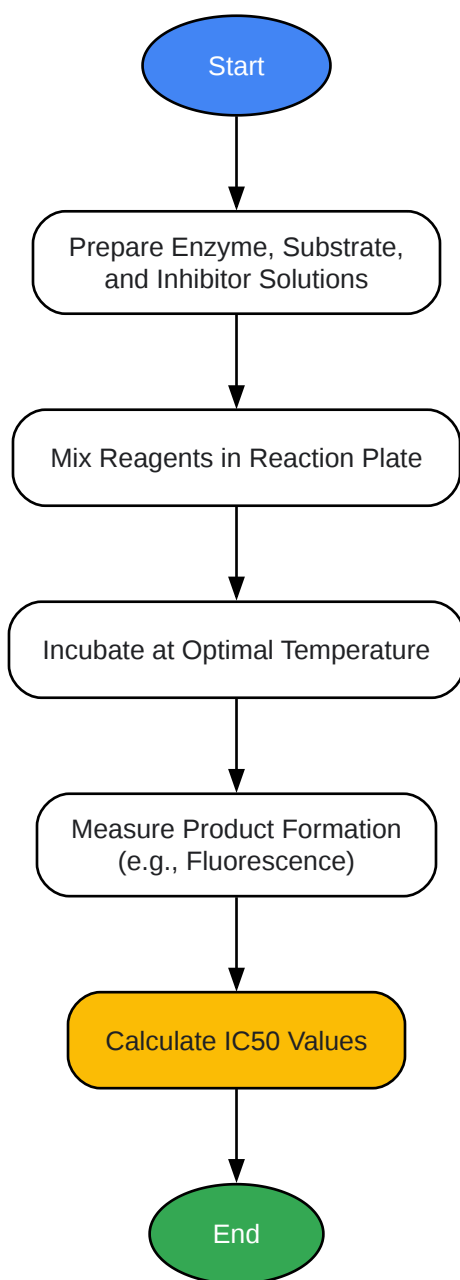 Start
Prepare Enzyme, Substrate,
and Inhibitor Solutions
Mix Reagents in Reaction Plate
Incubate at Optimal Temperature
Measure Product Formation
(e.g., Fluorescence)
Calculate IC50 Values
End